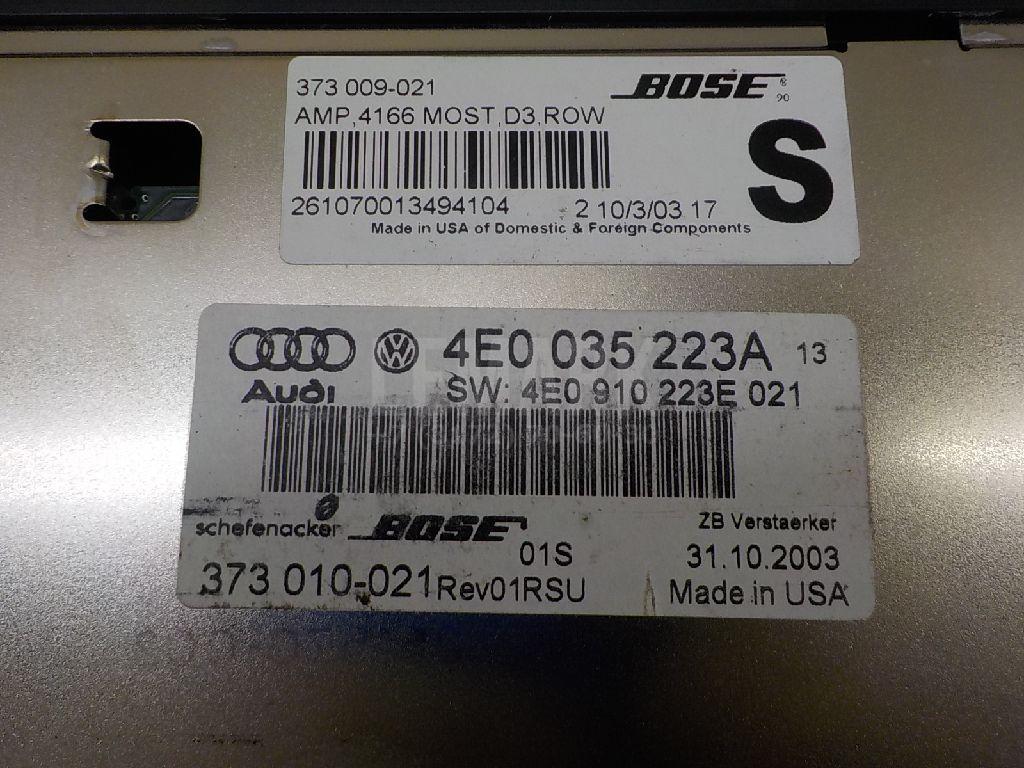 373 009-021
BOSE®
90
AMP,4166 MOST,D3,ROW
S
261070013494104 2 10/3/03 17
Made in USA of Domestic & Foreign Components
4E0 035 223A 13
Audi SW: 4E0 910 223E 021
schefenacker BOSE ZB Verstaerker
01S 31.10.2003
373 010-021 Rev01RSU Made in USA